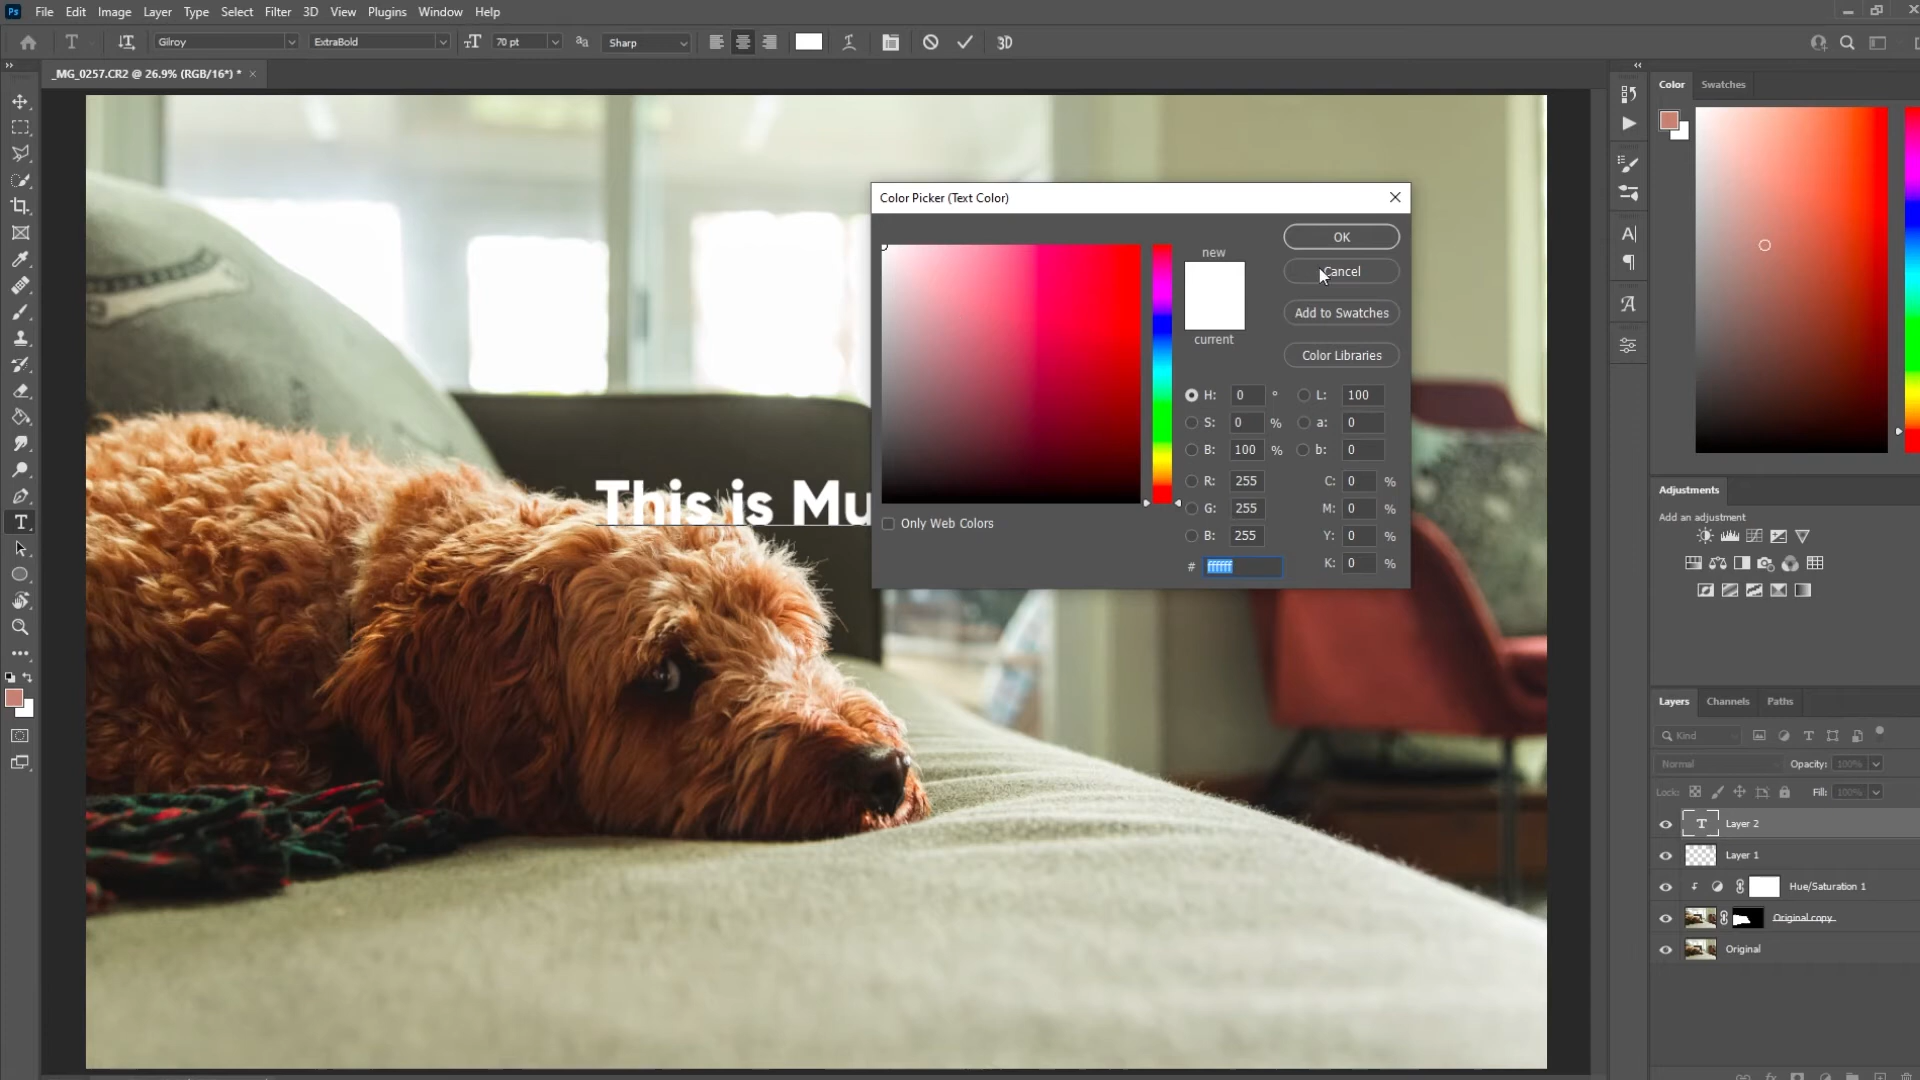 Ps File Edit Image Layer Type Select Filter 3D View Plugins Window Help
Gilroy ExtraBold 70 pt Sharp 3D
_MG_0257.CR2 @ 26.9% (RGB/16*) *
Color Swatches
Color Picker (Text Color)
OK
new
Cancel
Add to Swatches
current
Color Libraries
H: 0 ° L: 100
S: 0 % a: 0
B: 100 % b: 0
R: 255 C: 0 %
G: 255 M: 0 %
B: 255 Y: 0 %
# ffffff K: 0 %
Only Web Colors
This is Mu
Adjustments
Add an adjustment
Layers Channels Paths
Kind
Normal Opacity: 100%
Lock: Fill: 100%
Layer 2
Layer 1
Hue/Saturation 1
Original copy
Original